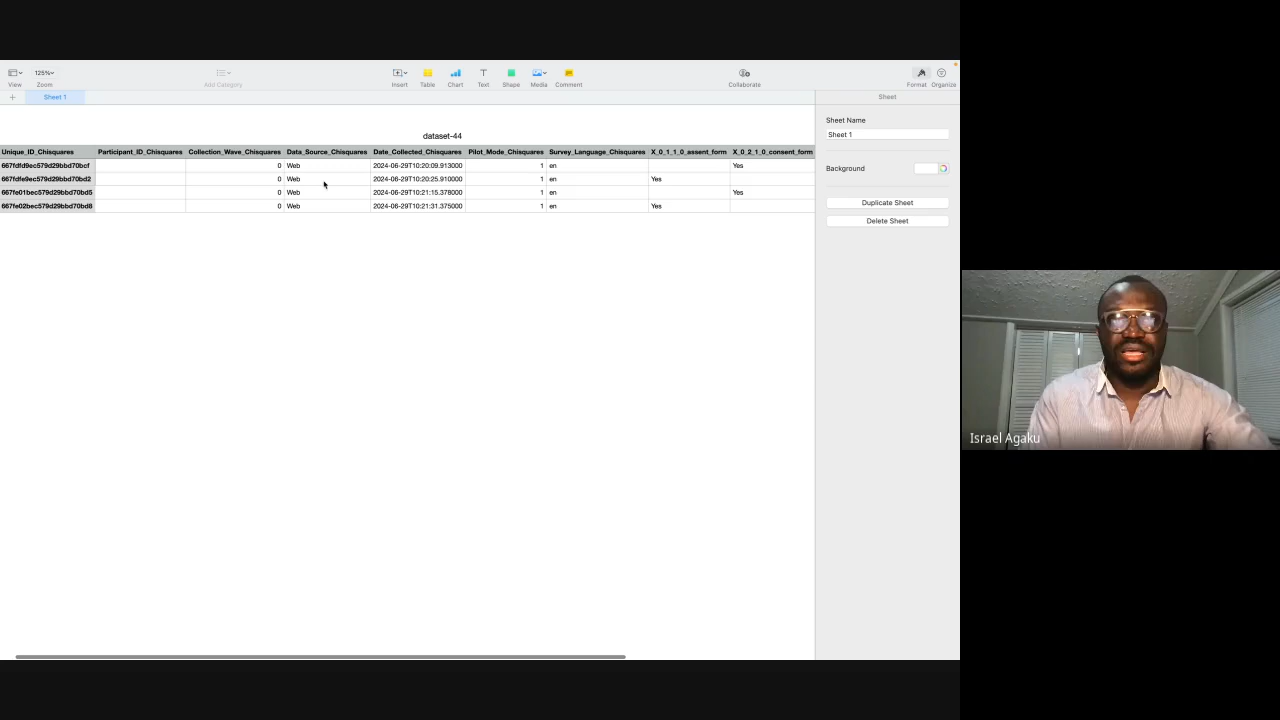 125%
View Zoom Add Category Insert Table Chart Text Shape Media Comment Collaborate Format Organize
+ Sheet 1 Sheet
Sheet Name
Sheet 1
Background
Duplicate Sheet
Delete Sheet
dataset-44
Unique_ID_Chisquares Participant_ID_Chisquares Collection_Wave_Chisquares Data_Source_Chisquares Date_Collected_Chisquares Pilot_Mode_Chisquares Survey_Language_Chisquares X_0_1_1_0_assent_form X_0_2_1_0_consent_form
667fdfd9ec579d29bbd70bcf 0 Web 2024-06-29T10:20:09.913000 1 en Yes
667fdfe9ec579d29bbd70bd2 0 Web 2024-06-29T10:20:25.910000 1 en Yes
667fe01bec579d29bbd70bd5 0 Web 2024-06-29T10:21:15.378000 1 en Yes
667fe02bec579d29bbd70bd8 0 Web 2024-06-29T10:21:31.375000 1 en Yes
Israel Agaku